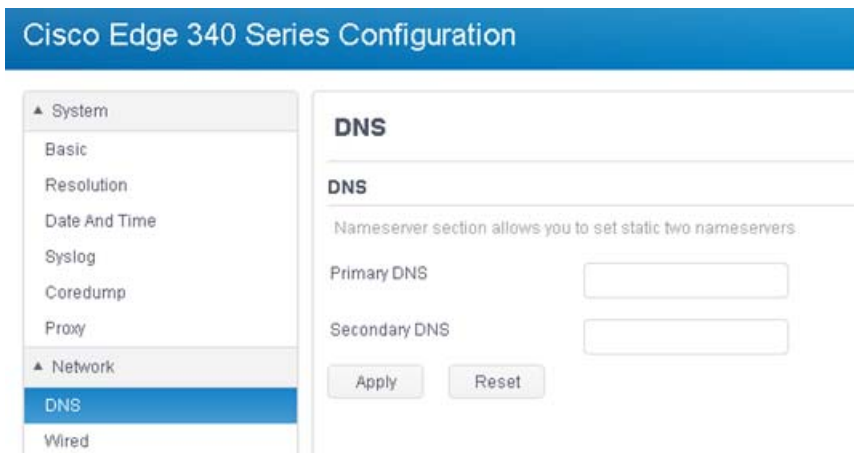 Cisco Edge 340 Series Configuration
System
Basic
Resolution
Date And Time
Syslog
Coredump
Proxy
Network
DNS
Wired
DNS
DNS
Nameserver section allows you to set static two nameservers
Primary DNS
Secondary DNS
Apply
Reset